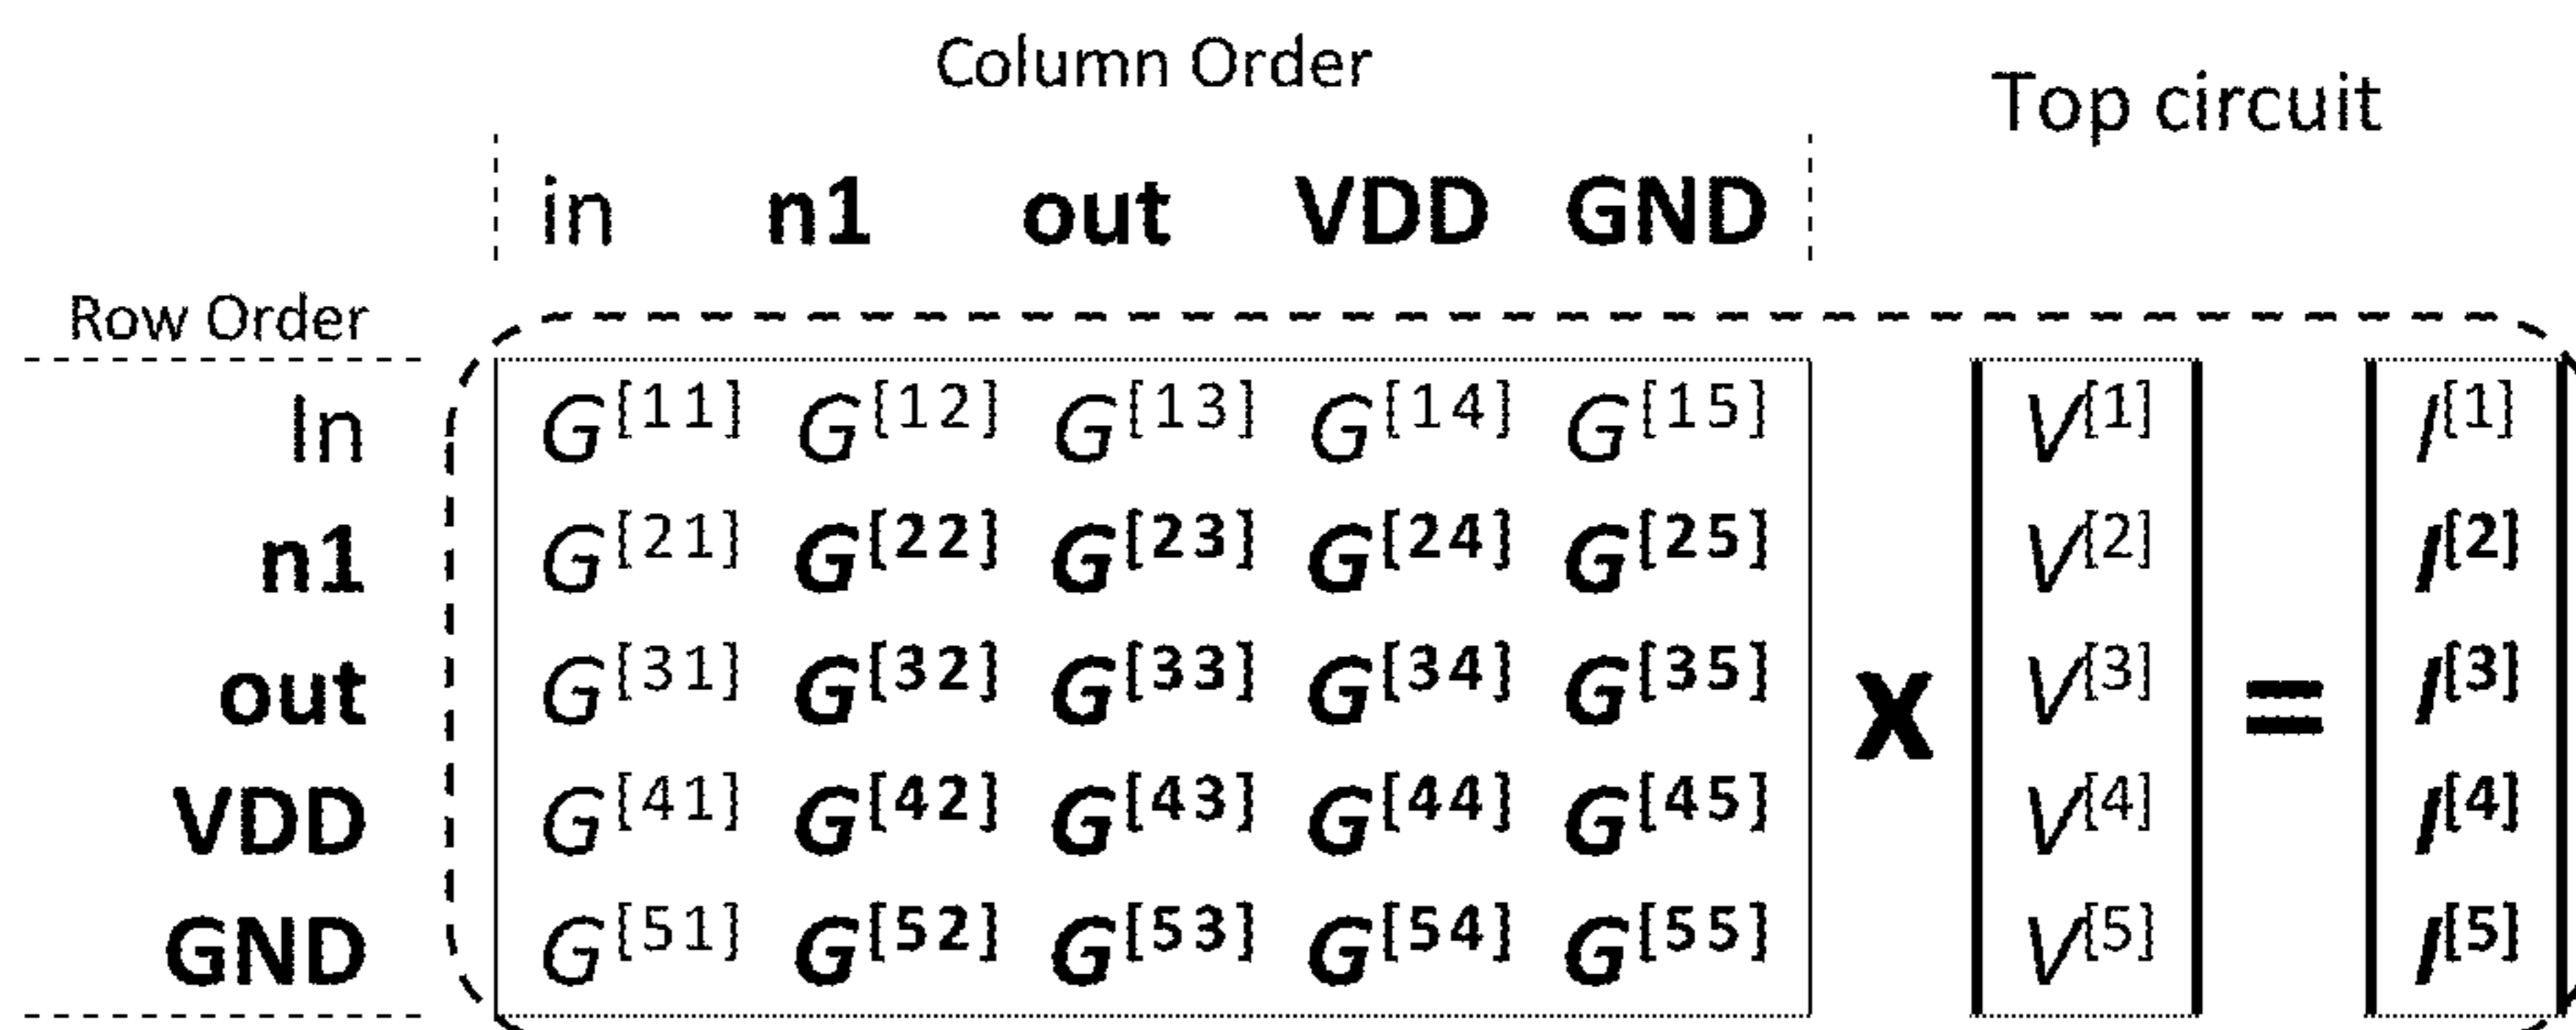 Column Order
Top circuit
in n1 out VDD GND
Row Order
In G[11] G[12] G[13] G[14] G[15] V[1] I[1]
n1 G[21] G[22] G[23] G[24] G[25] V[2] I[2]
out G[31] G[32] G[33] G[34] G[35] x V[3] = I[3]
VDD G[41] G[42] G[43] G[44] G[45] V[4] I[4]
GND G[51] G[52] G[53] G[54] G[55] V[5] I[5]